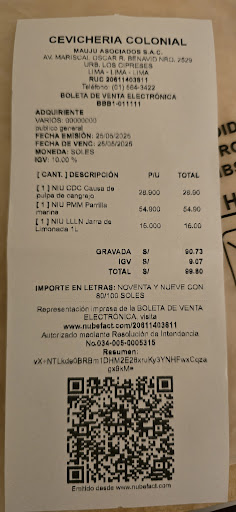 CEVICHERIA COLONIAL
MAUJU ASOCIADOS S.A.C.
AV. MARISCAL OSCAR R. BENAVID NRO. 2529
URB. LOS CIPRESES
LIMA - LIMA - LIMA
RUC 20611403811
Teléfono: (01) 564-3422
BOLETA DE VENTA ELECTRÓNICA
BBB1-011111
ADQUIRIENTE
VARIOS: 00000000
publico general
FECHA EMISIÓN: 25/05/2025
FECHA DE VENC: 25/05/2025
MONEDA: SOLES
IGV: 10.00 %
[ CANT. ] DESCRIPCIÓN P/U TOTAL
[ 1 ] NIU CDC Causa de
pulpa de cangrejo 28.900 28.90
[ 1 ] NIU PMM Parrilla
marina 54.900 54.90
[ 1 ] NIU LLLN Jarra de
Limonada 1L 16.000 16.00
GRAVADA S/ 90.73
IGV S/ 9.07
TOTAL S/ 99.80
IMPORTE EN LETRAS: NOVENTA Y NUEVE CON
80/100 SOLES
Representación impresa de la BOLETA DE VENTA
ELECTRÓNICA, visita
www.nubefact.com/20611403811
Autorizado mediante Resolución de Intendencia
No.034-005-0005315
Resumen:
Emitido desde www.nubefact.com